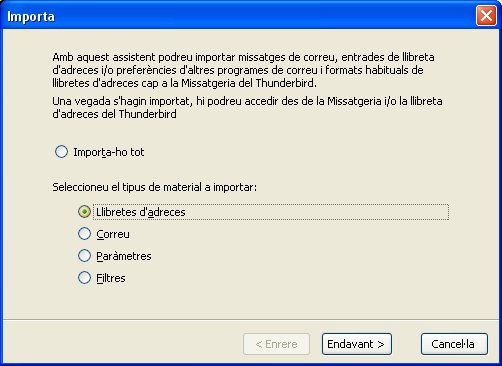 Importa
Amb aquest assistent podreu importar missatges de correu, entrades de llibreta
d'adreces i/o preferències d'altres programes de correu i formats habituals de
llibretes d'adreces cap a la Missatgeria del Thunderbird.
Una vegada s'hagin importat, hi podreu accedir des de la Missatgeria i/o la llibreta
d'adreces del Thunderbird
Importa-ho tot
Seleccioneu el tipus de material a importar:
Llibretes d'adreces
Correu
Paràmetres
Filtres
< Enrere
Endavant >
Cancel·la